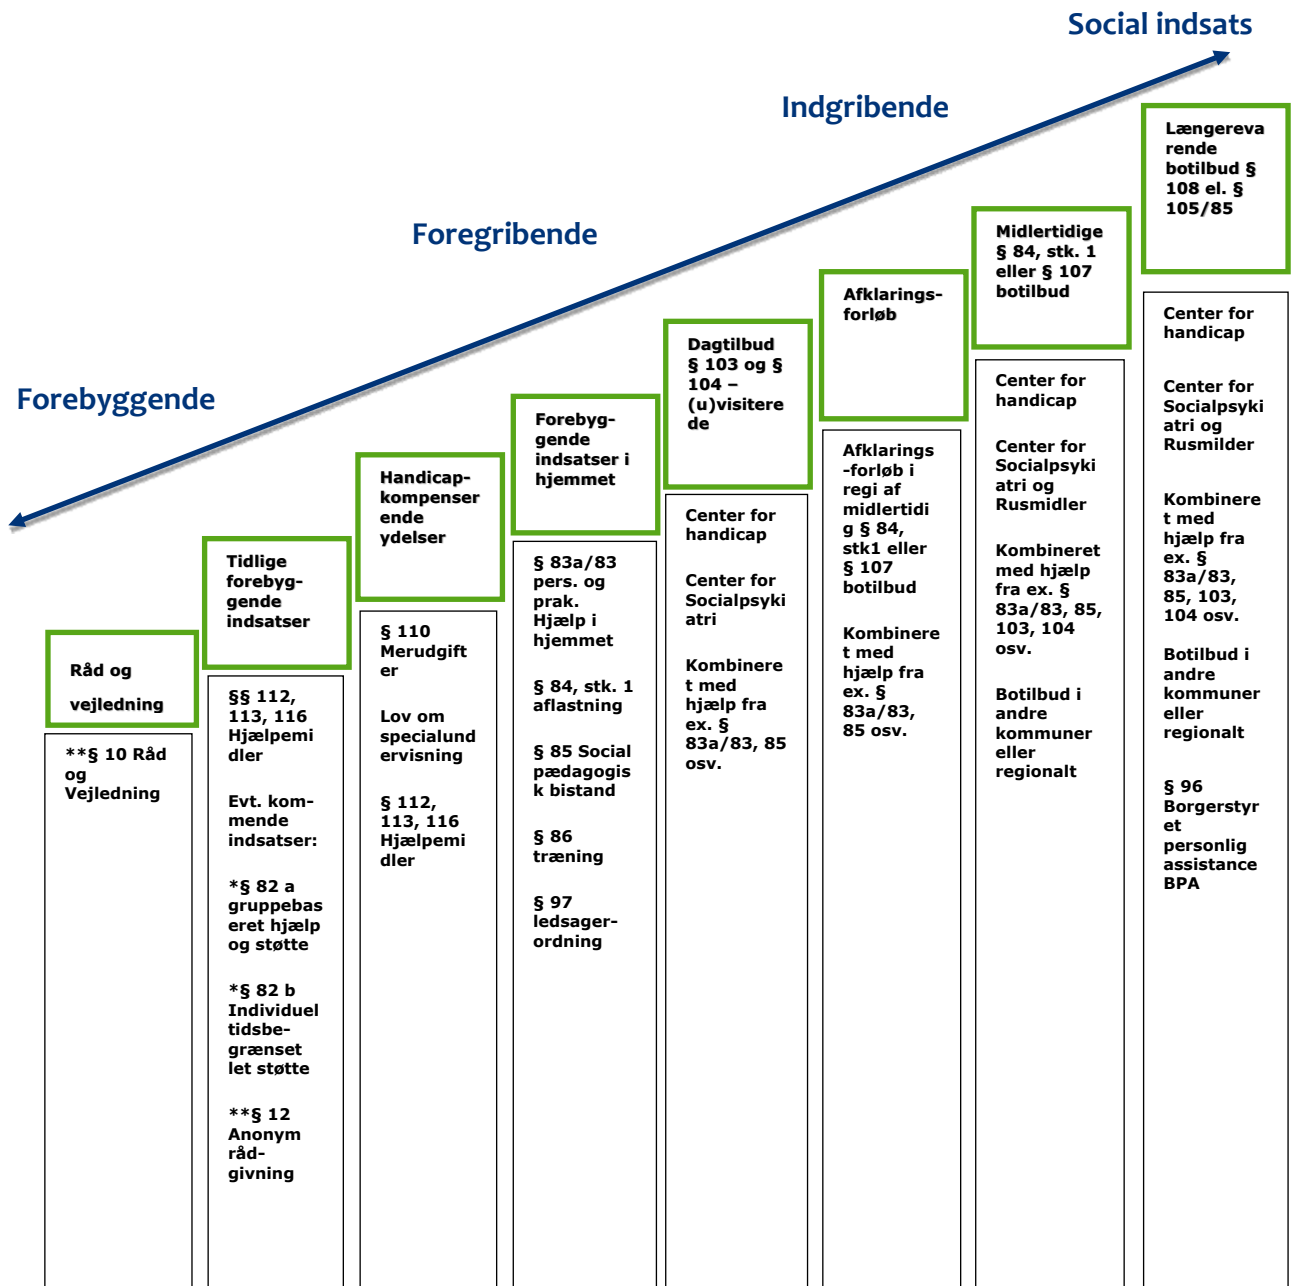 Social indsats
Indgribende
Foregribende
Forebyggende
Råd og
vejledning
**§ 10 Råd
og
Vejledning
Tidlige
forebyg-
gende
indsatser
§§ 112,
113, 116
Hjælpemi
dler
Evt. kom-
mende
indsatser:
*§ 82 a
gruppebas
eret hjælp
og støtte
*§ 82 b
Individuel
tidsbe-
grænset
let støtte
**§ 12
Anonym
råd-
givning
Handicap-
kompenser
ende
ydelser
§ 110
Merudgift
er
Lov om
specialund
ervisning
§ 112,
113, 116
Hjælpemi
dler
Forebyg-
gende
indsatser i
hjemmet
§ 83a/83
pers. og
prak.
Hjælp i
hjemmet
§ 84, stk. 1
aflastning
§ 85 Social
pædagogis
k bistand
§ 86
træning
§ 97
ledsager-
ordning
Dagtilbud
§ 103 og §
104 –
(u)visitere
de
Center for
handicap
Center for
Socialpsyki
atri
Kombinere
t med
hjælp fra
ex. §
83a/83, 85
osv.
Afklarings-
forløb
Afklarings
-forløb i
regi af
midlertidi
g § 84,
stk1 eller
§ 107
botilbud
Kombinere
t med
hjælp fra
ex. §
83a/83,
85 osv.
Midlertidige
§ 84, stk. 1
eller § 107
botilbud
Center for
handicap
Center for
Socialpsyki
atri og
Rusmidler
Kombineret
med hjælp
fra ex. §
83a/83, 85,
103, 104
osv.
Botilbud i
andre
kommuner
eller
regionalt
Længereva
rende
botilbud §
108 el. §
105/85
Center for
handicap
Center for
Socialpsyki
atri og
Rusmilder
Kombinere
t med
hjælp fra
ex. §
83a/83,
85, 103,
104 osv.
Botilbud i
andre
kommuner
eller
regionalt
§ 96
Borgerstyr
et
personlig
assistance
BPA